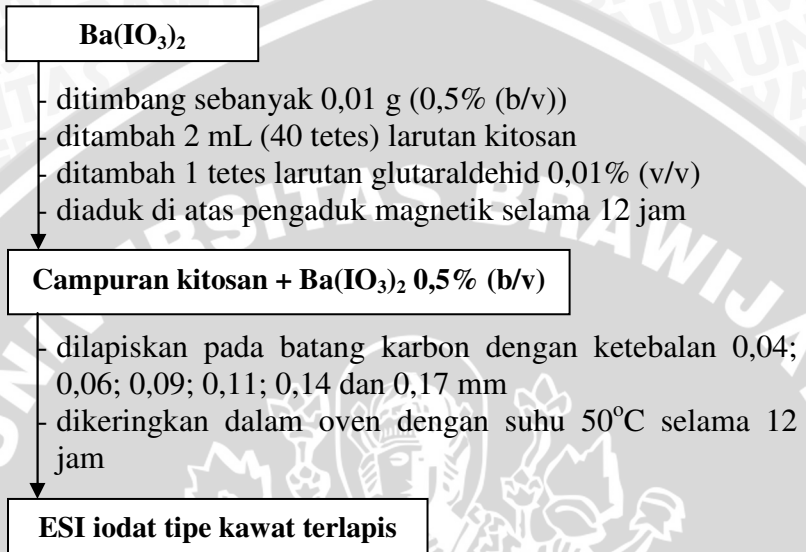 Ba(IO₃)₂
- ditimbang sebanyak 0,01 g (0,5% (b/v))
- ditambah 2 mL (40 tetes) larutan kitosan
- ditambah 1 tetes larutan glutaraldehid 0,01% (v/v)
- diaduk di atas pengaduk magnetik selama 12 jam
Campuran kitosan + Ba(IO₃)₂ 0,5% (b/v)
- dilapiskan pada batang karbon dengan ketebalan 0,04;
0,06; 0,09; 0,11; 0,14 dan 0,17 mm
- dikeringkan dalam oven dengan suhu 50°C selama 12
jam
ESI iodat tipe kawat terlapis